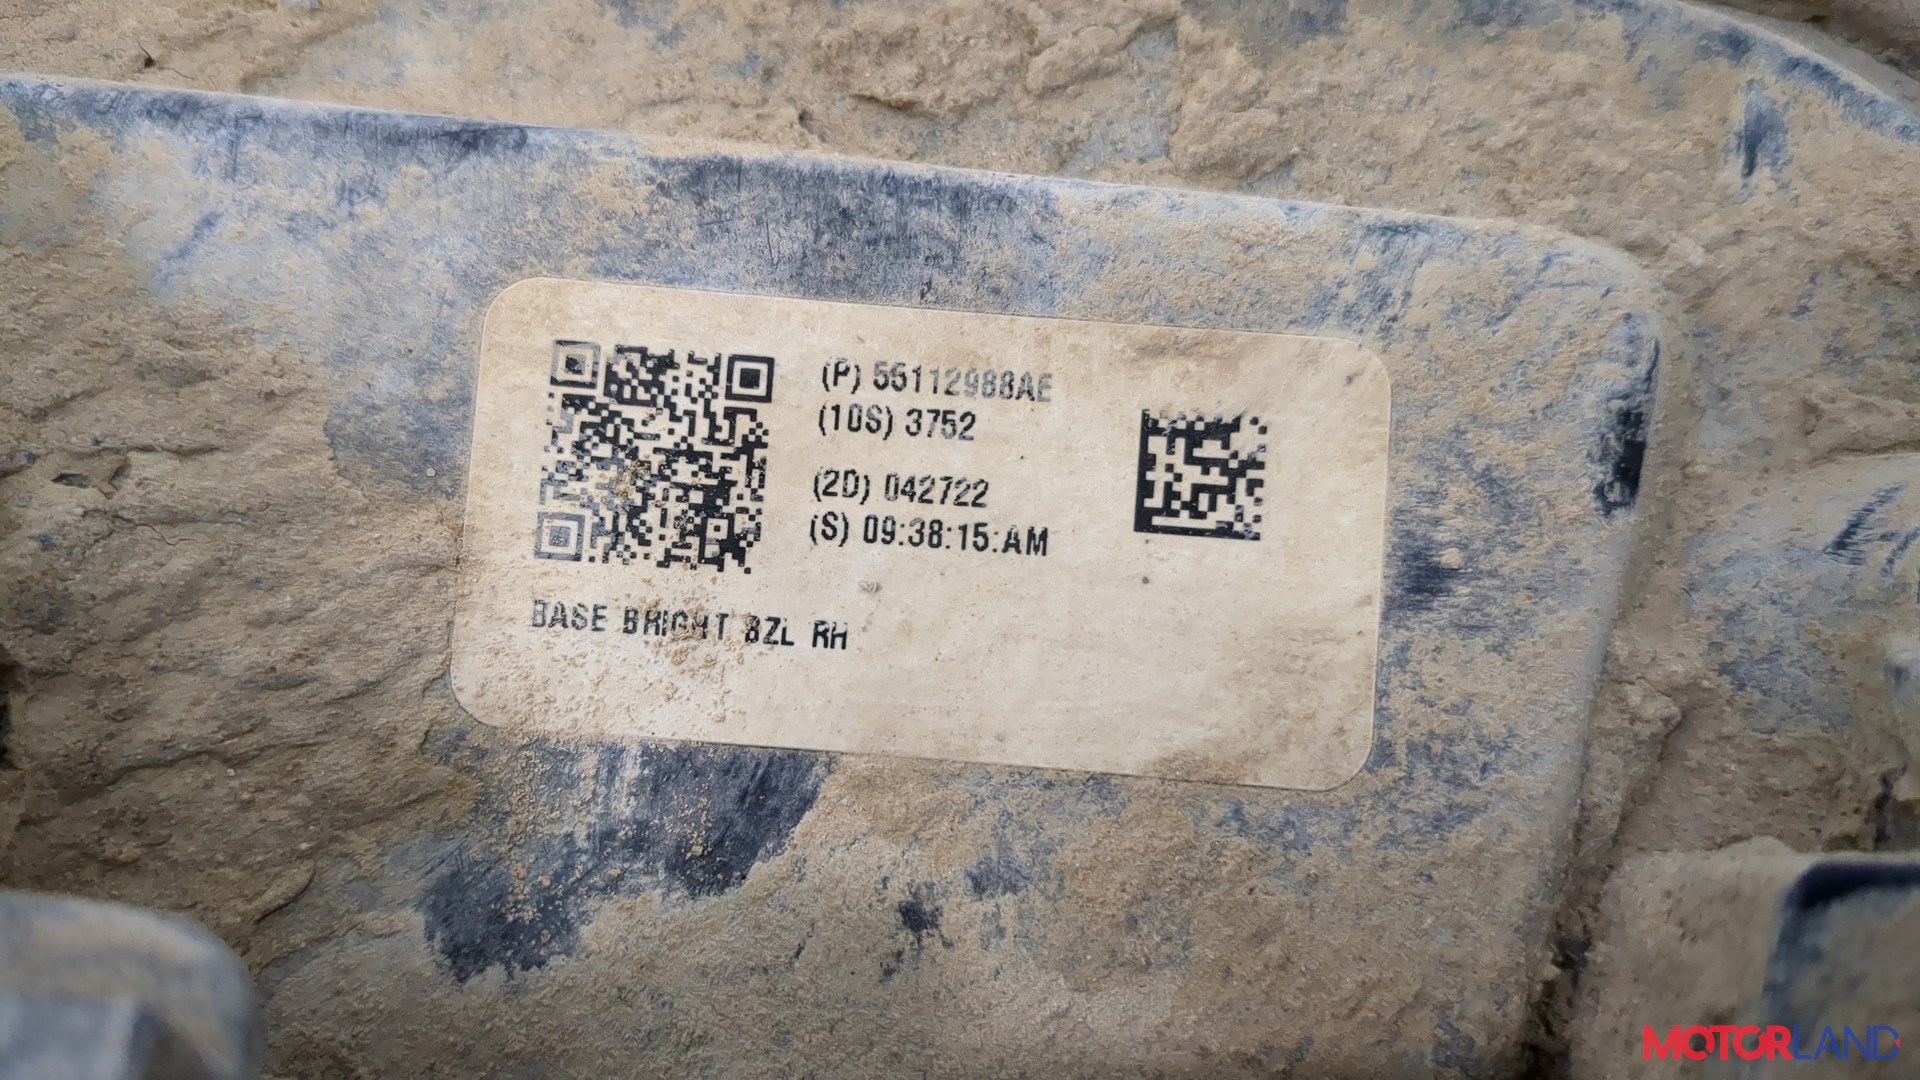 (P) 55112988AE
(10S) 3752
(2D) 042722
(S) 09:38:15:AM
BASE BRIGHT BZL RH
MOTORLAND